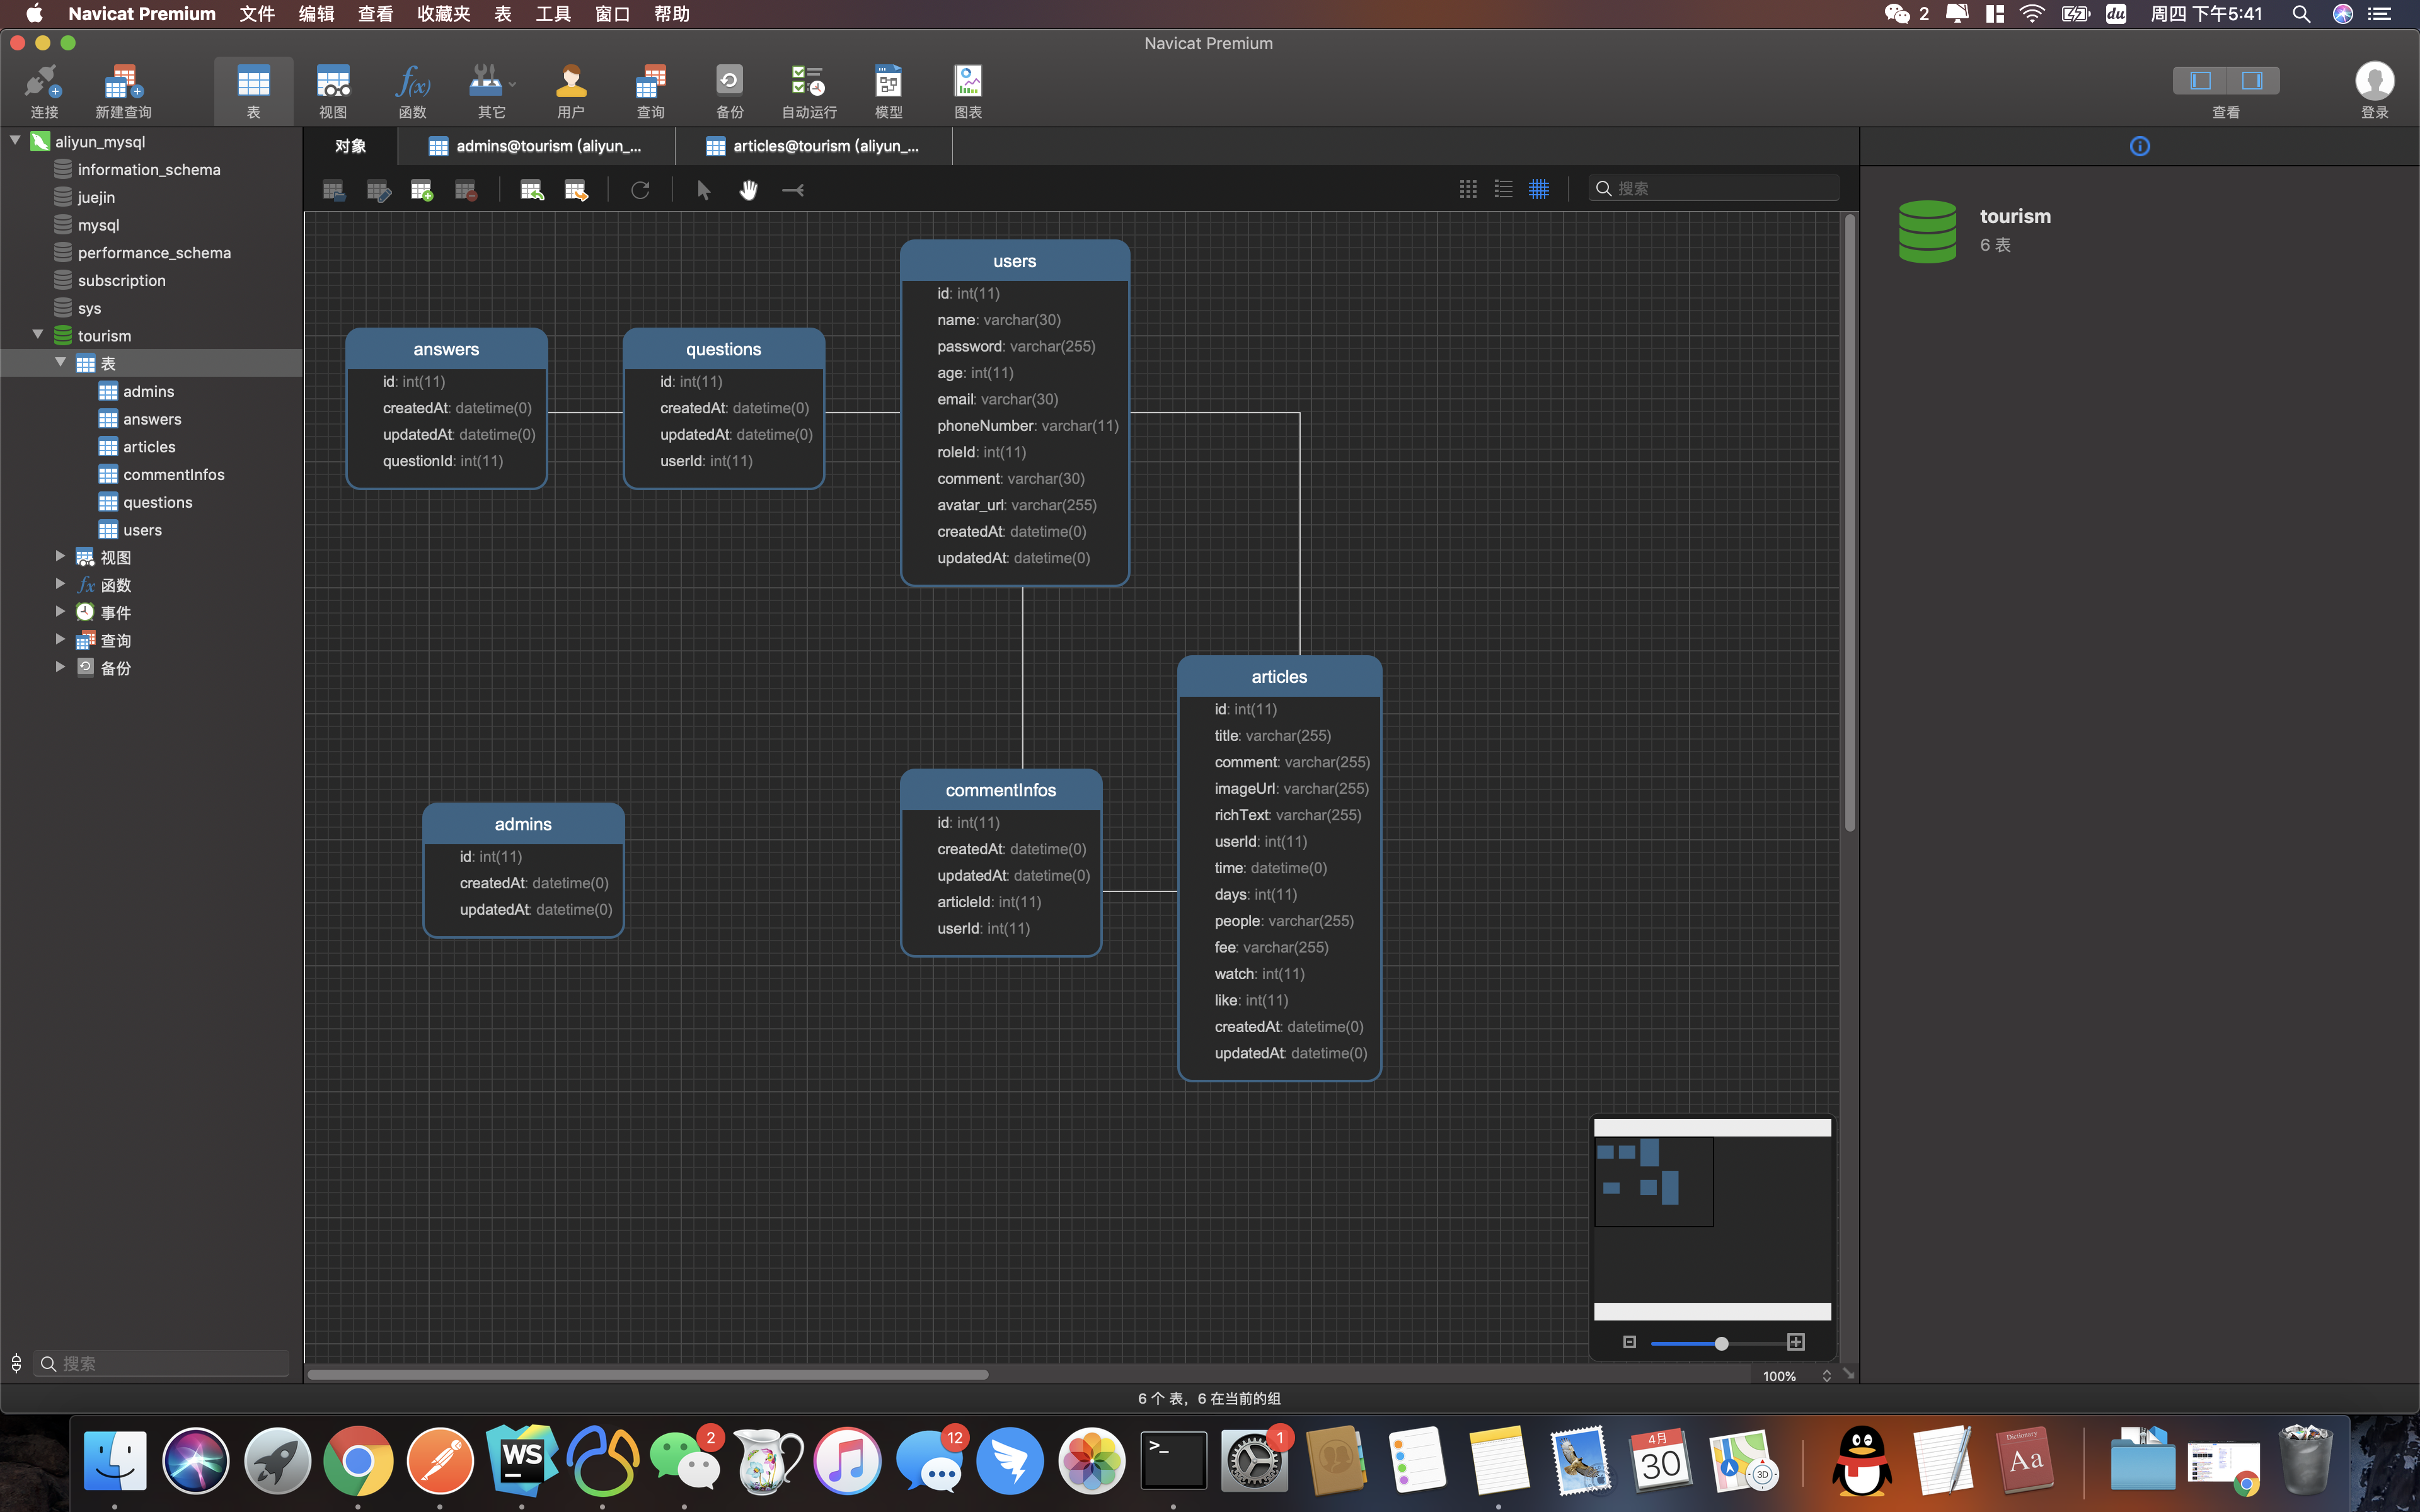 Navicat Premium 文件 编辑 查看 收藏夹 表 工具 窗口 帮助
2 du 周四 下午5:41
Navicat Premium
连接 新建查询 表 视图 函数 其它 用户 查询 备份 自动运行 模型 图表 查看 登录
aliyun_mysql
information_schema
juejin
mysql
performance_schema
subscription
sys
tourism
表
admins
answers
articles
commentInfos
questions
users
视图
函数
事件
查询
备份
搜索
对象 admins@tourism (aliyun_... articles@tourism (aliyun_...
搜索
answers
id: int(11)
createdAt: datetime(0)
updatedAt: datetime(0)
questionId: int(11)
questions
id: int(11)
createdAt: datetime(0)
updatedAt: datetime(0)
userId: int(11)
users
id: int(11)
name: varchar(30)
password: varchar(255)
age: int(11)
email: varchar(30)
phoneNumber: varchar(11)
roleId: int(11)
comment: varchar(30)
avatar_url: varchar(255)
createdAt: datetime(0)
updatedAt: datetime(0)
admins
id: int(11)
createdAt: datetime(0)
updatedAt: datetime(0)
commentInfos
id: int(11)
createdAt: datetime(0)
updatedAt: datetime(0)
articleId: int(11)
userId: int(11)
articles
id: int(11)
title: varchar(255)
comment: varchar(255)
imageUrl: varchar(255)
richText: varchar(255)
userId: int(11)
time: datetime(0)
days: int(11)
people: varchar(255)
fee: varchar(255)
watch: int(11)
like: int(11)
createdAt: datetime(0)
updatedAt: datetime(0)
tourism
6 表
100%
6 个 表, 6 在当前的组
WS
2
12
>_
1
4月
30
3D
Dictionary
Aa